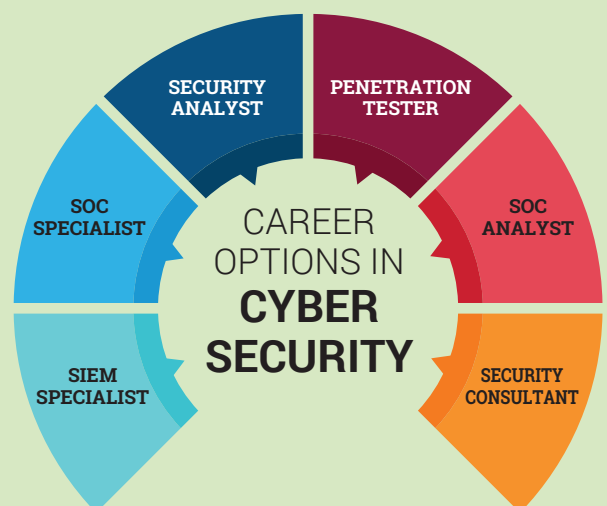 SECURITY
ANALYST
PENETRATION
TESTER
SOC
SPECIALIST
SOC
ANALYST
CAREER
OPTIONS IN
CYBER
SECURITY
SIEM
SPECIALIST
SECURITY
CONSULTANT